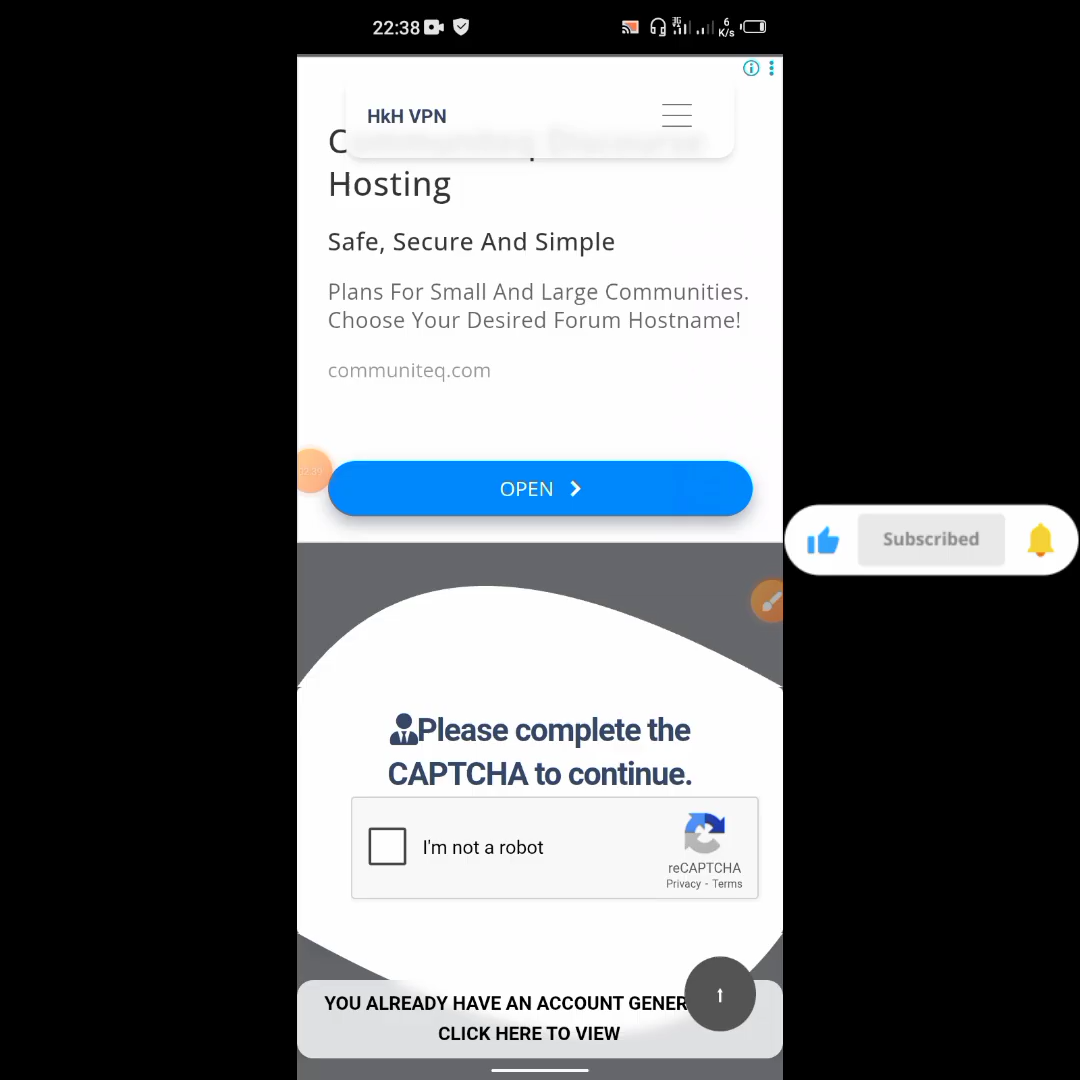 22:38
6
K/s
HkH VPN
C
Hosting
Safe, Secure And Simple
Plans For Small And Large Communities.
Choose Your Desired Forum Hostname!
communiteq.com
OPEN
Subscribed
Please complete the
CAPTCHA to continue.
I'm not a robot
reCAPTCHA
Privacy - Terms
YOU ALREADY HAVE AN ACCOUNT GENER
CLICK HERE TO VIEW